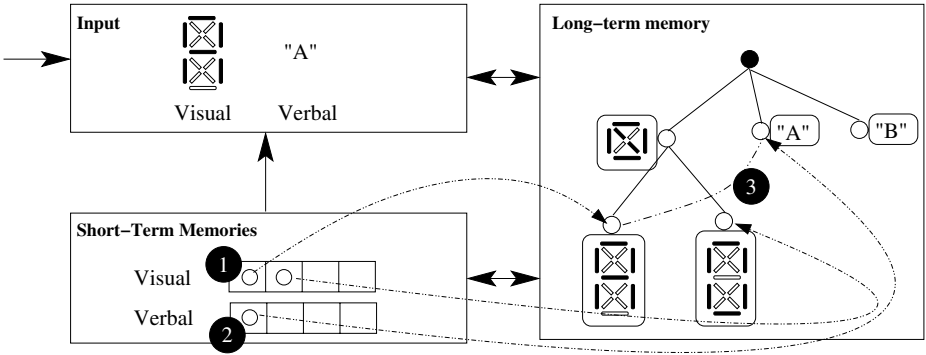 Input
"A"
Visual Verbal
Long-term memory
"A"
"B"
3
Short-Term Memories
1
Visual
Verbal
2